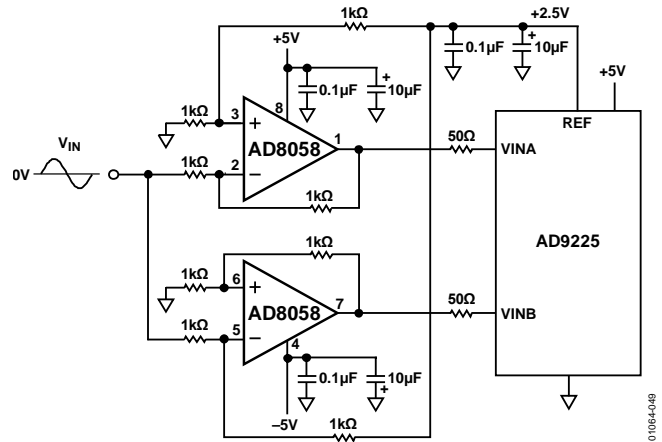 1kΩ
+2.5V
+5V
0.1µF
+
10µF
+5V
0.1µF
+
10µF
1kΩ
3
+
8
REF
VIN
AD8058
1
50Ω
VINA
1kΩ
2
–
0V
1kΩ
AD9225
1kΩ
1kΩ
6
+
AD8058
7
50Ω
VINB
1kΩ
5
–
4
0.1µF
10µF
+
–5V
1kΩ
01064-049